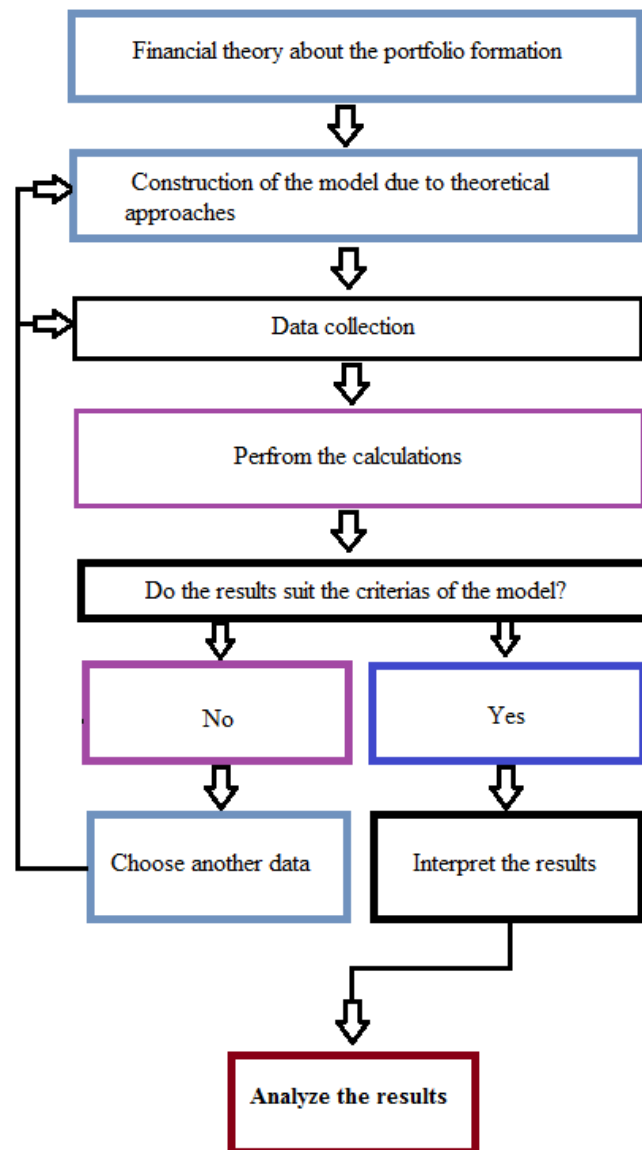 Financial theory about the portfolio formation
Construction of the model due to theoretical
approaches
Data collection
Perfrom the calculations
Do the results suit the criterias of the model?
No
Yes
Choose another data
Interpret the results
Analyze the results